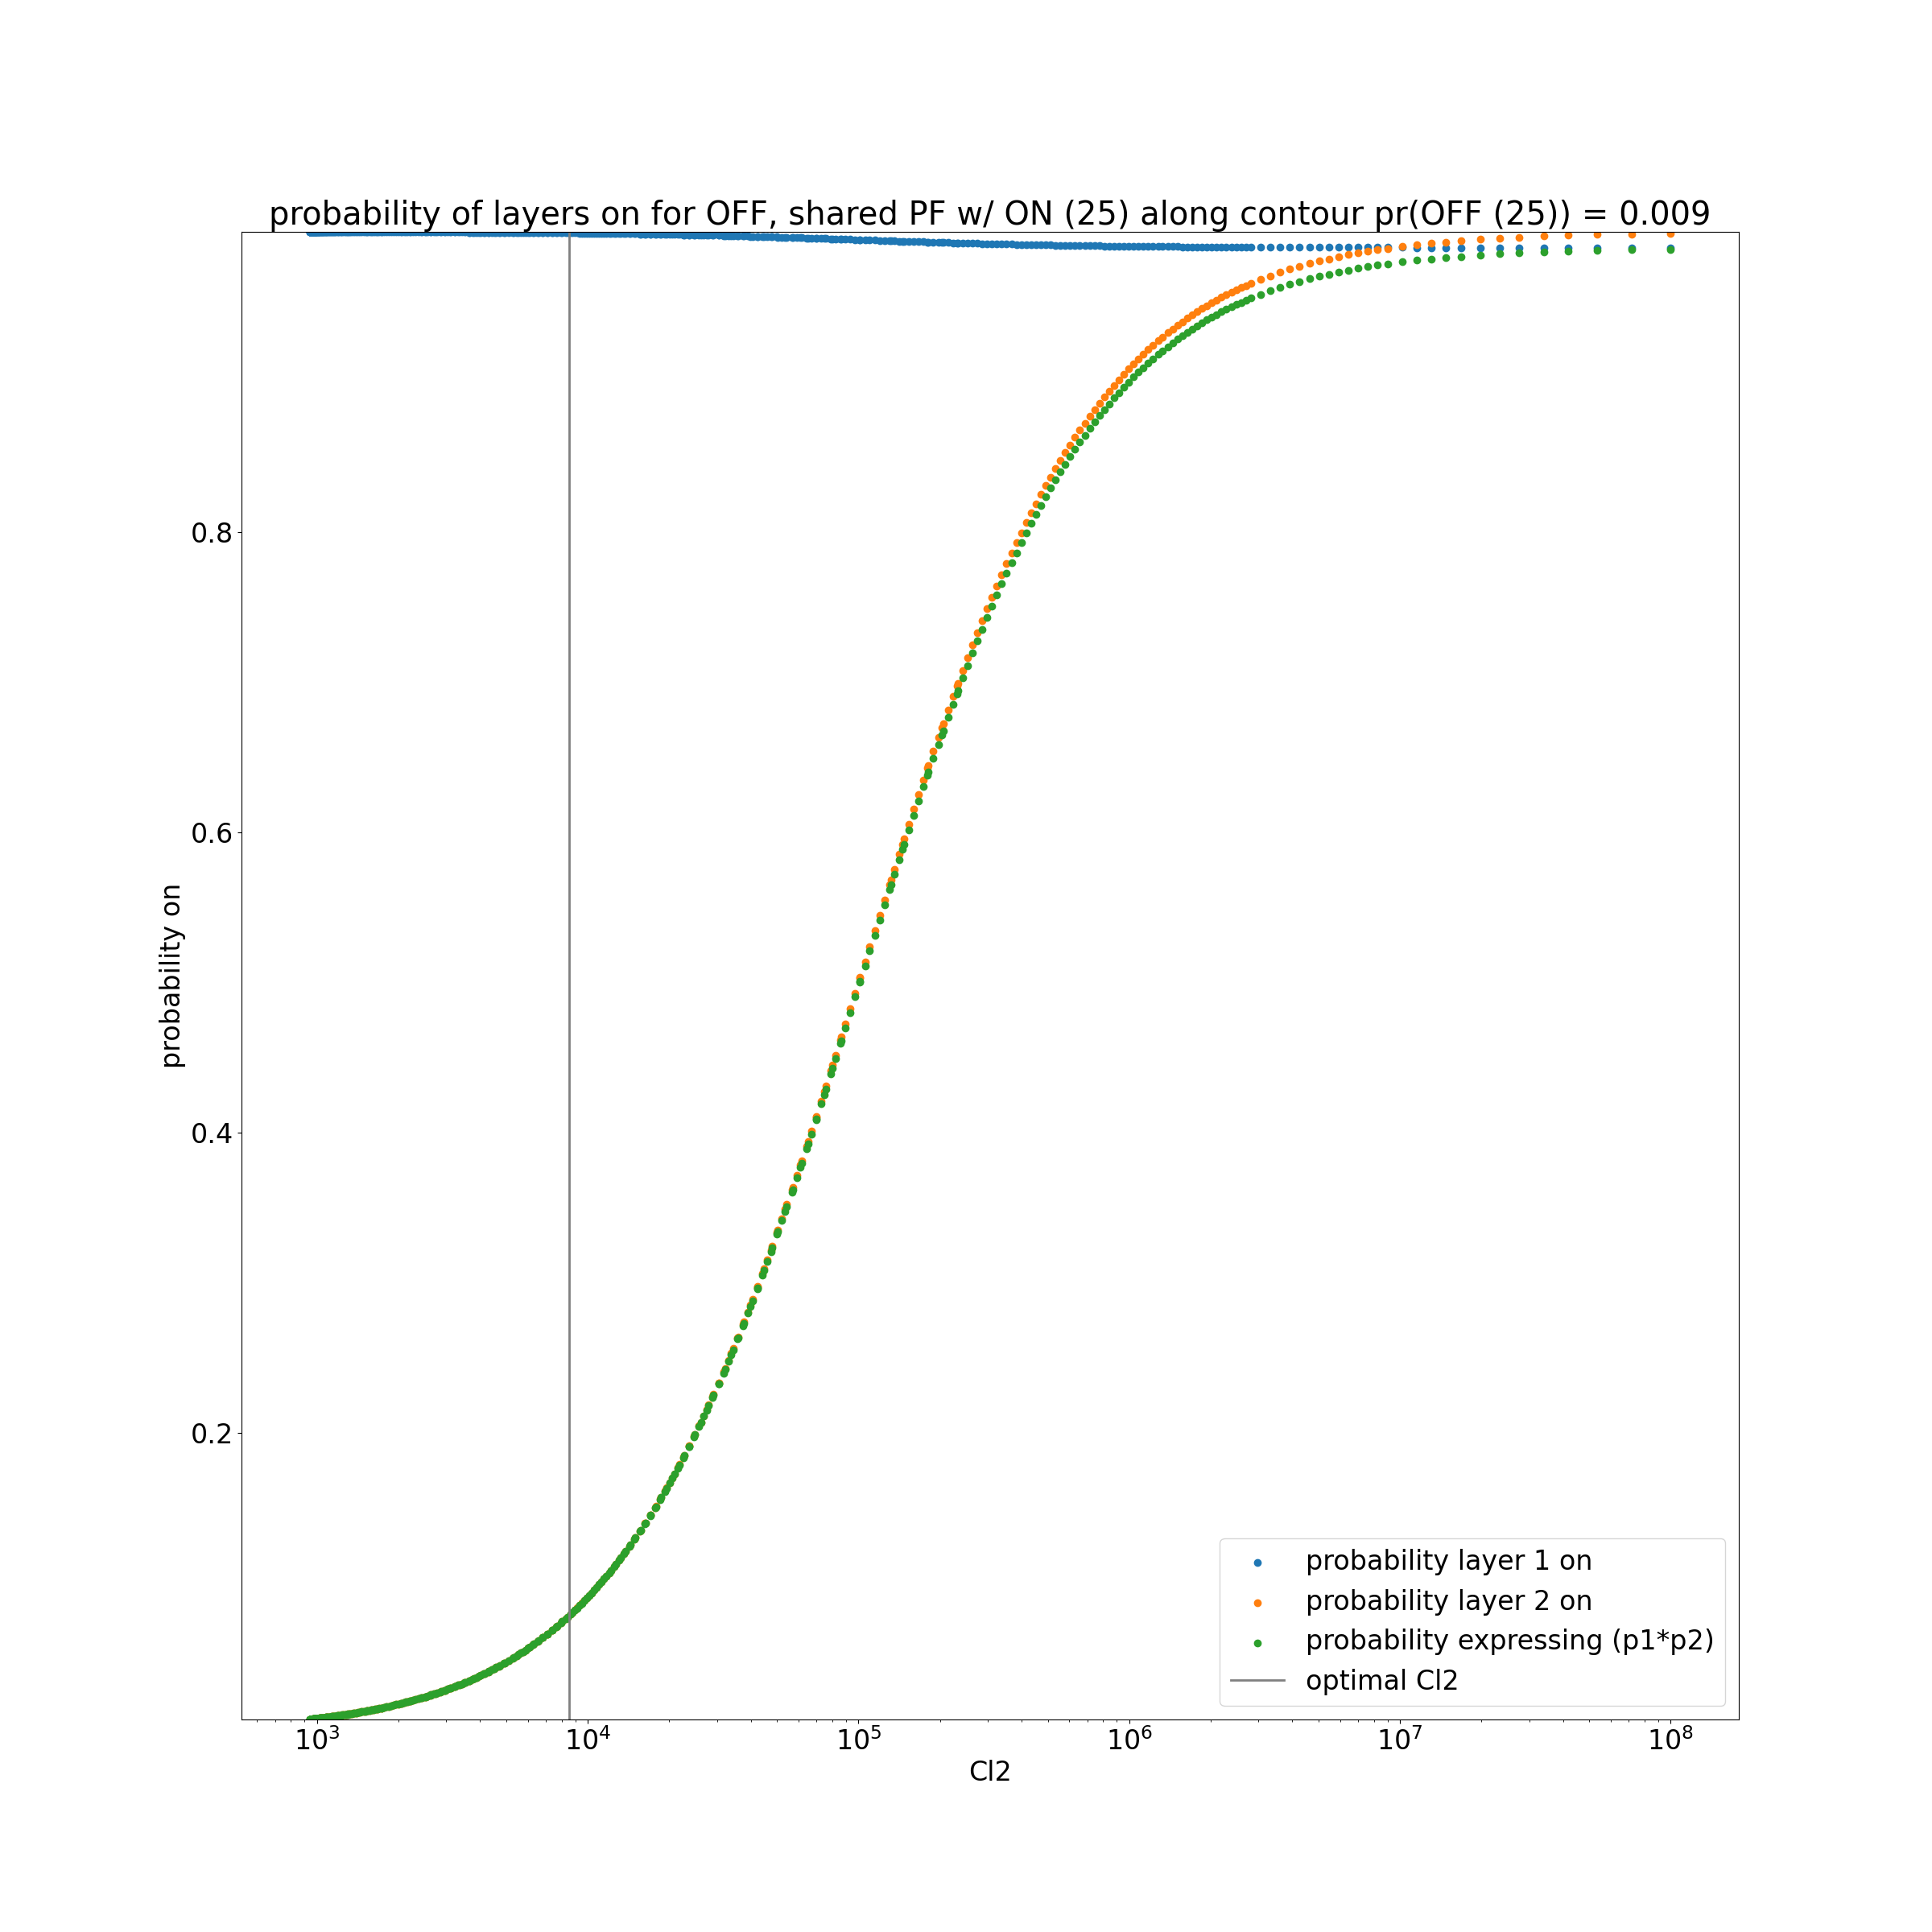 probability of layers on for OFF, shared PF w/ ON (25) along contour pr(OFF (25)) = 0.009
probability on
0.8
0.6
0.4
0.2
probability layer 1 on
probability layer 2 on
probability expressing (p1*p2)
optimal Cl2
10³ 10⁴ 10⁵ 10⁶ 10⁷ 10⁸
Cl2